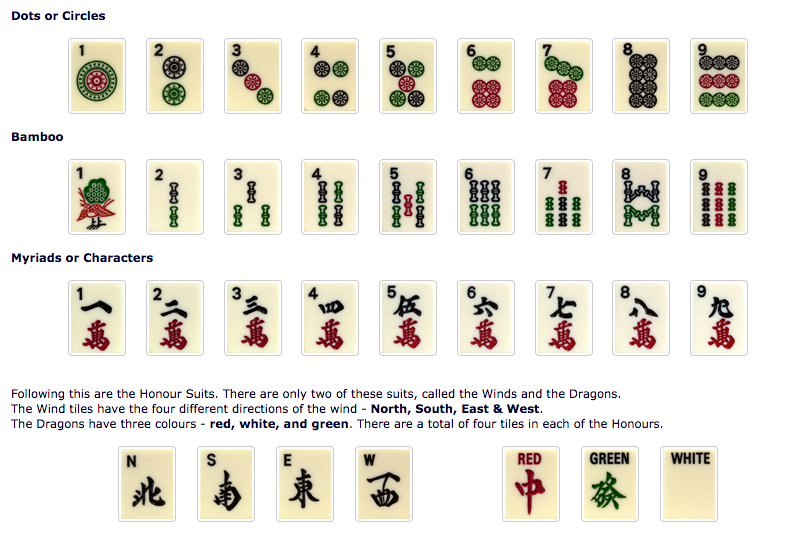 Dots or Circles
1 2 3 4 5 6 7 8 9
Bamboo
1 2 3 4 5 6 7 8 9
Myriads or Characters
1 2 3 4 5 6 7 8 9
一 二 三 四 伍 六 七 八 九
萬 萬 萬 萬 萬 萬 萬 萬 萬
Following this are the Honour Suits. There are only two of these suits, called the Winds and the Dragons.
The Wind tiles have the four different directions of the wind - North, South, East & West.
The Dragons have three colours - red, white, and green. There are a total of four tiles in each of the Honours.
N S E W RED GREEN WHITE
北 南 東 西 中 發